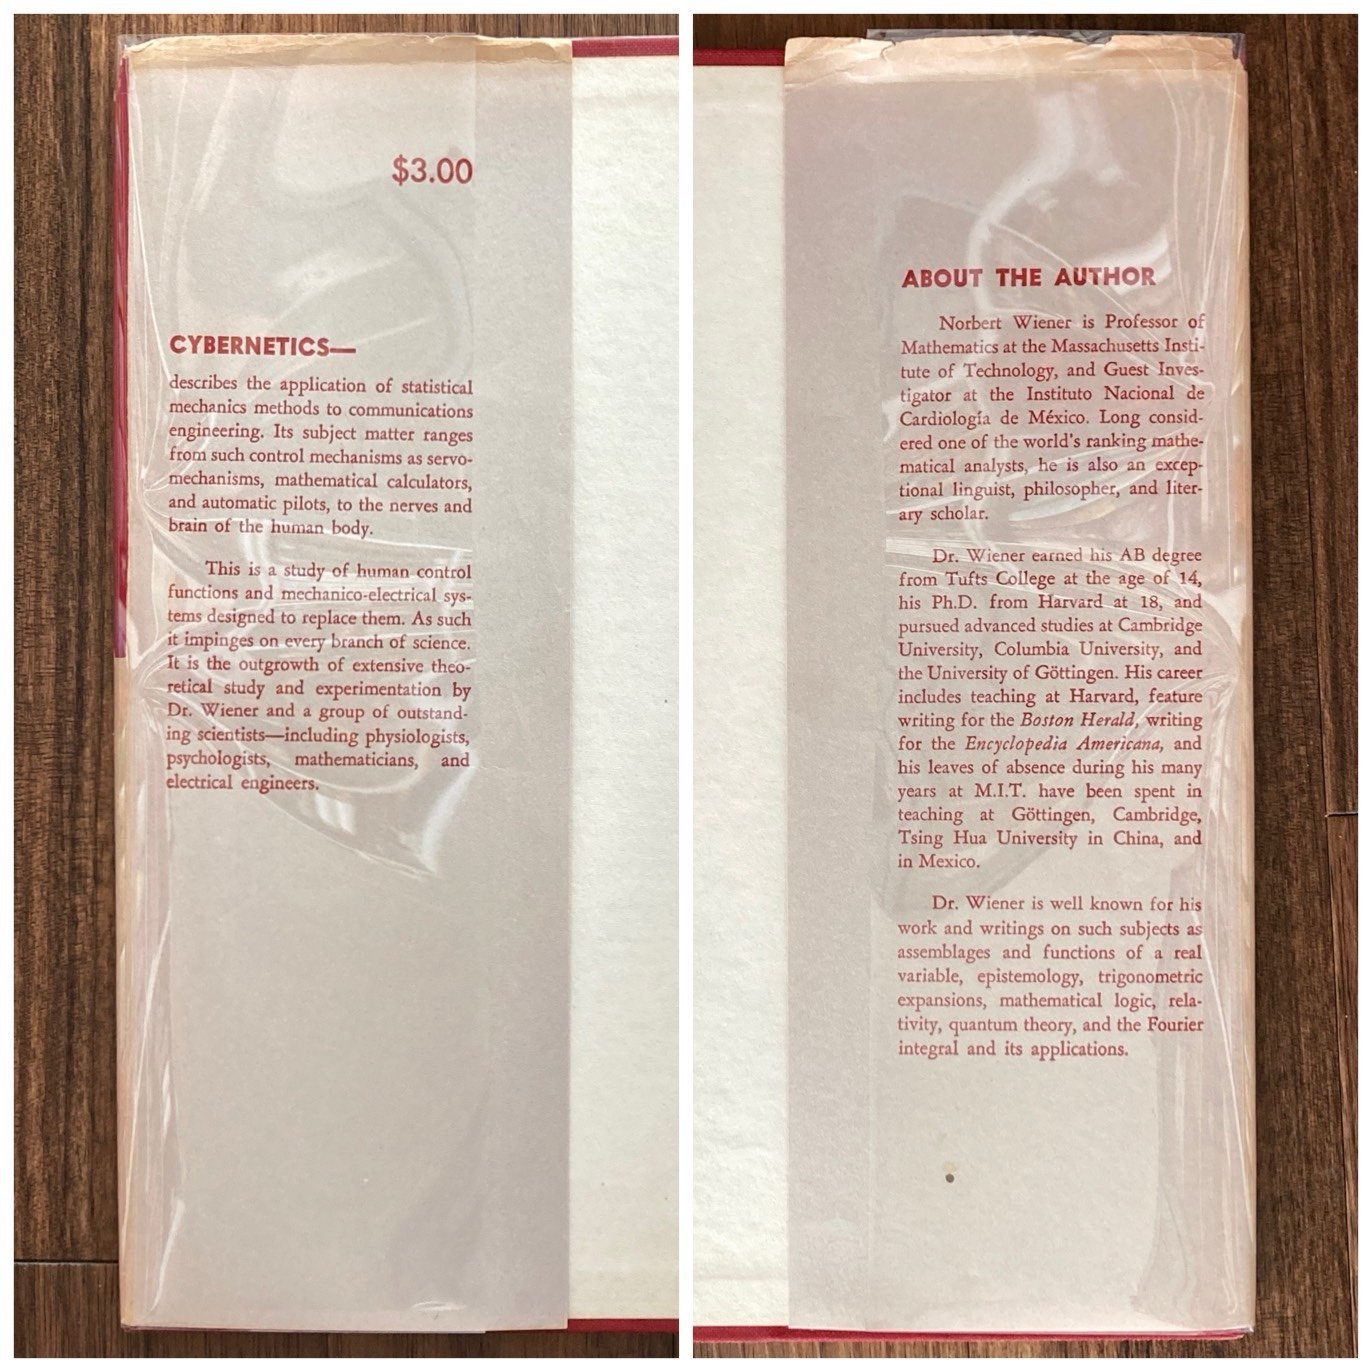 $3.00
CYBERNETICS—
describes the application of statistical
mechanics methods to communications
engineering. Its subject matter ranges
from such control mechanisms as servo-
mechanisms, mathematical calculators,
and automatic pilots, to the nerves and
brain of the human body.
This is a study of human control
functions and mechanico-electrical sys-
tems designed to replace them. As such
it impinges on every branch of science.
It is the outgrowth of extensive theo-
retical study and experimentation by
Dr. Wiener and a group of outstand-
ing scientists—including physiologists,
psychologists, mathematicians, and
electrical engineers.
ABOUT THE AUTHOR
Norbert Wiener is Professor of
Mathematics at the Massachusetts Insti-
tute of Technology, and Guest Inves-
tigator at the Instituto Nacional de
Cardiología de México. Long consid-
ered one of the world's ranking mathe-
matical analysts, he is also an excep-
tional linguist, philosopher, and liter-
ary scholar.
Dr. Wiener earned his AB degree
from Tufts College at the age of 14,
his Ph.D. from Harvard at 18, and
pursued advanced studies at Cambridge
University, Columbia University, and
the University of Göttingen. His career
includes teaching at Harvard, feature
writing for the Boston Herald, writing
for the Encyclopedia Americana, and
his leaves of absence during his many
years at M.I.T. have been spent in
teaching at Göttingen, Cambridge,
Tsing Hua University in China, and
in Mexico.
Dr. Wiener is well known for his
work and writings on such subjects as
assemblages and functions of a real
variable, epistemology, trigonometric
expansions, mathematical logic, rela-
tivity, quantum theory, and the Fourier
integral and its applications.